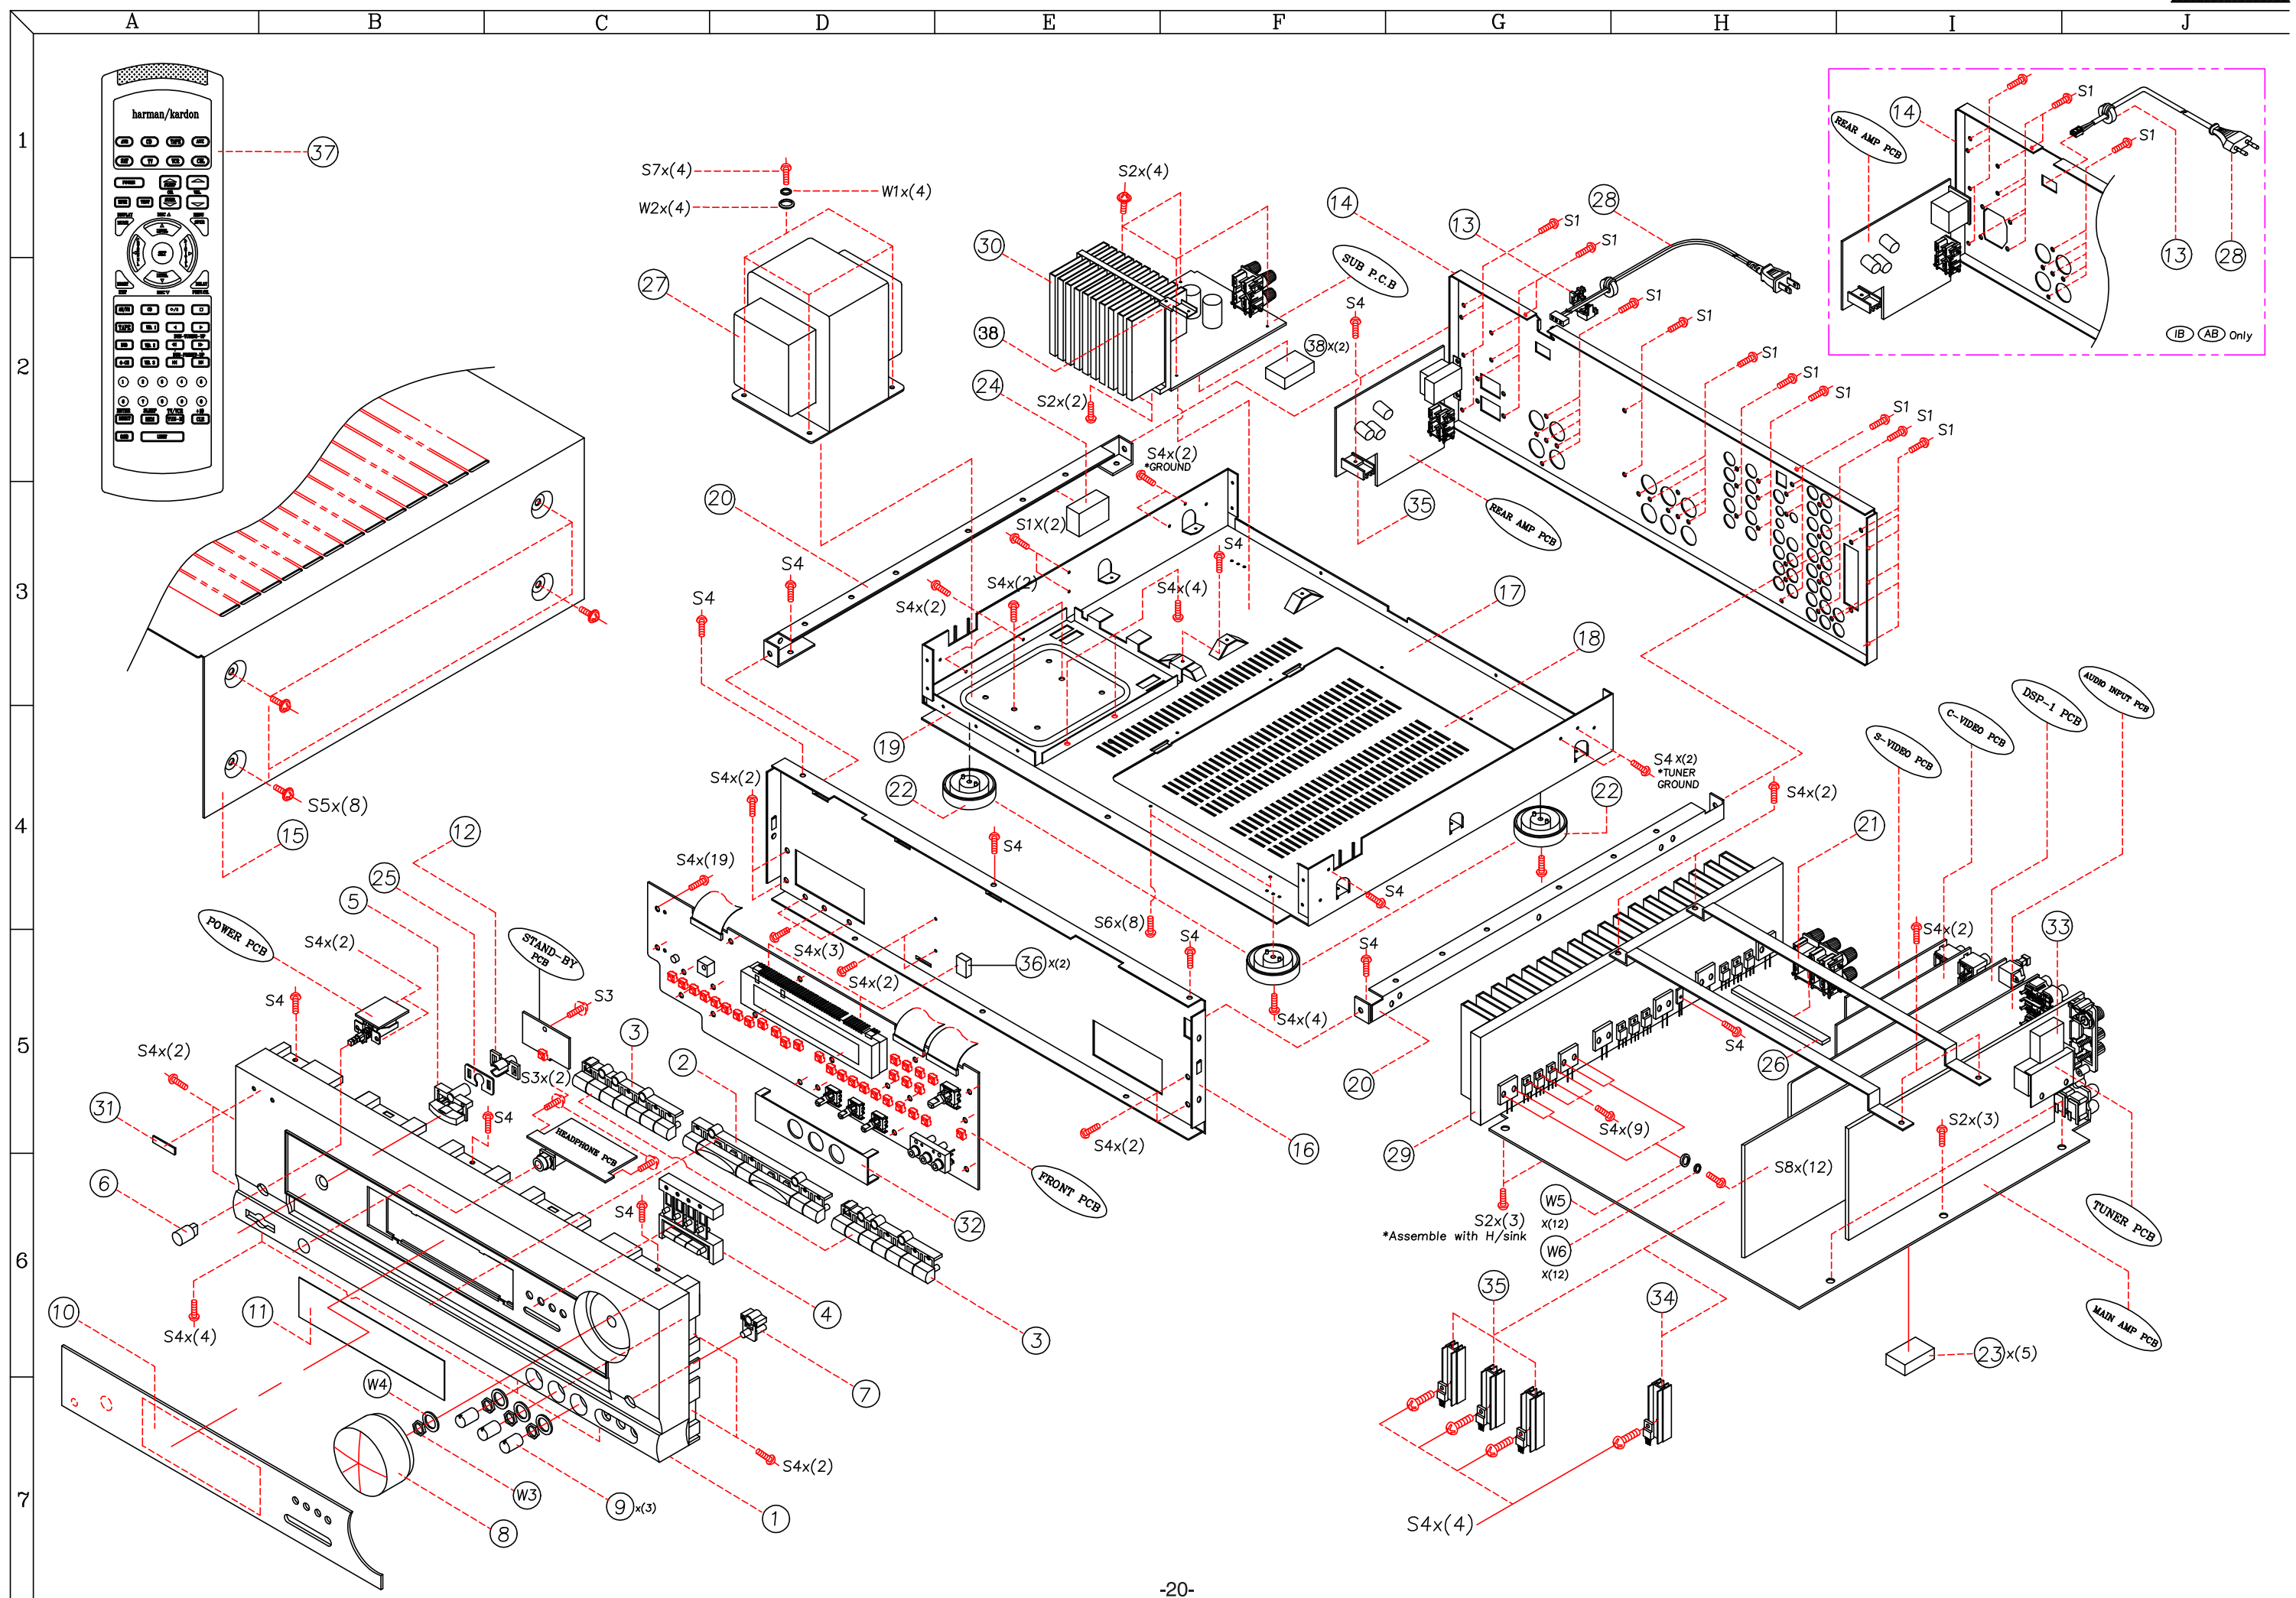 A B C D E F G H I J
1
2
3
4
5
6
7
harman/kardon
37
S7x(4)
W1x(4)
W2x(4)
27
S2x(4)
30
38
38x(2)
S2x(2)
SUB P.C.B
S4
14
13
28
S1
S1
S1
S1
S1
S1
S1
S1
S1
S1
REAR AMP PCB
14
S1
S1
13
28
IB AB only
24
20
S4x(2)
*GROUND
S1X(2)
35
REAR AMP PCB
S4
S4
S4x(2)
S4x(2)
S4x(4)
S4
17
18
19
22
S4x(2)
*TUNER
GROUND
22
S5x(8)
15
12
25
5
POWER PCB
S4x(2)
STAND-BY
PCB
S4x(2)
S4x(19)
S4
S4x(3)
S4x(2)
36 x(2)
S6x(8)
S4
S4
S4
S4x(4)
20
S4x(2)
21
S-VIDEO PCB
C-VIDEO PCB
DSP-1 PCB
AUDIO INPUT PCB
S4x(2)
33
S4
26
S4x(9)
S2x(3)
29
S8x(12)
W5
x(12)
W6
x(12)
S2x(3)
*Assemble with H/sink
TUNER PCB
MAIN AMP PCB
23 x(5)
35
34
S4x(4)
S4
S4x(2)
S3
3
2
S3x(2)
S4
HEADPHONE PCB
31
6
S4x(4)
10
11
W4
W3
8
9 x(3)
1
S4x(2)
7
4
S4
3
32
FRONT PCB
S4x(2)
16
-20-